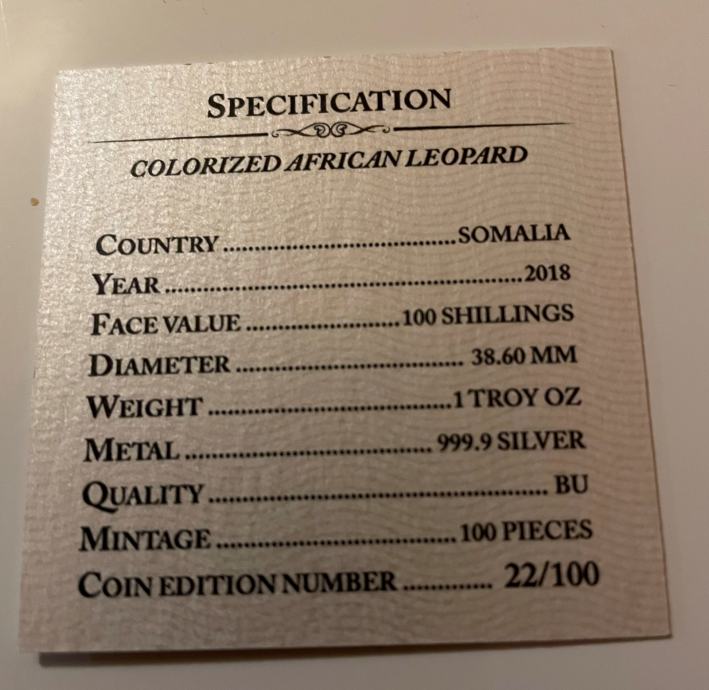 SPECIFICATION
COLORIZED AFRICAN LEOPARD
COUNTRY....................................SOMALIA
YEAR........................................................2018
FACE VALUE........................100 SHILLINGS
DIAMETER................................... 38.60 MM
WEIGHT......................................1 TROY OZ
METAL...................................... 999.9 SILVER
QUALITY..................................................... BU
MINTAGE.....................................100 PIECES
COIN EDITION NUMBER............. 22/100